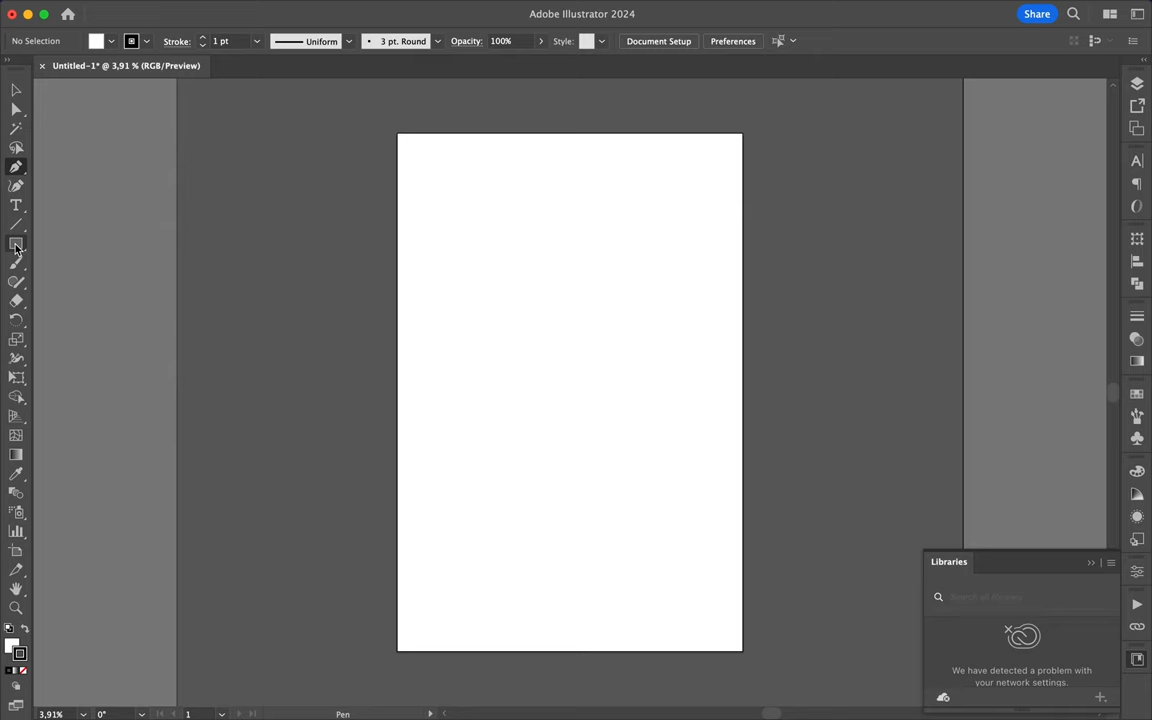 Adobe Illustrator 2024
Share
No Selection
Stroke:
1 pt
Uniform
3 pt. Round
Opacity:
100%
Style:
Document Setup
Preferences
Untitled-1* @ 3,91 % (RGB/Preview)
Libraries
Search all libraries
We have detected a problem with
your network settings.
3,91%
0°
1
Pen